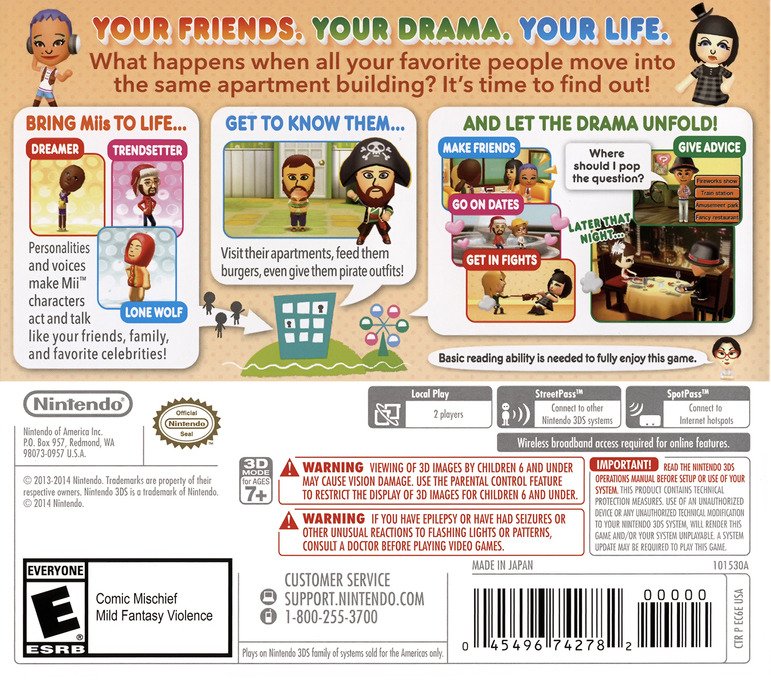 YOUR FRIENDS. YOUR DRAMA. YOUR LIFE.
What happens when all your favorite people move into
the same apartment building? It's time to find out!
BRING Miis TO LIFE...
DREAMER
TRENDSETTER
LONE WOLF
Personalities
and voices
make Mii™
characters
act and talk
like your friends, family,
and favorite celebrities!
GET TO KNOW THEM...
Visit their apartments, feed them
burgers, even give them pirate outfits!
AND LET THE DRAMA UNFOLD!
MAKE FRIENDS
GO ON DATES
GET IN FIGHTS
Where
should I pop
the question?
GIVE ADVICE
Fireworks show
Train station
Amusement park
Fancy restaurant
LATER THAT
NIGHT...
Basic reading ability is needed to fully enjoy this game.
Nintendo®
Nintendo of America Inc.
P.O. Box 957, Redmond, WA
98073-0957 U.S.A.
Official
Nintendo
Seal
Local Play
2 players
StreetPass™
Connect to other
Nintendo 3DS systems
SpotPass™
Connect to
Internet hotspots
Wireless broadband access required for online features.
© 2013-2014 Nintendo. Trademarks are property of their
respective owners. Nintendo 3DS is a trademark of Nintendo.
© 2014 Nintendo.
3D
MODE
for AGES
7+
WARNING VIEWING OF 3D IMAGES BY CHILDREN 6 AND UNDER
MAY CAUSE VISION DAMAGE. USE THE PARENTAL CONTROL FEATURE
TO RESTRICT THE DISPLAY OF 3D IMAGES FOR CHILDREN 6 AND UNDER.
WARNING IF YOU HAVE EPILEPSY OR HAVE HAD SEIZURES OR
OTHER UNUSUAL REACTIONS TO FLASHING LIGHTS OR PATTERNS,
CONSULT A DOCTOR BEFORE PLAYING VIDEO GAMES.
IMPORTANT! READ THE NINTENDO 3DS
OPERATIONS MANUAL BEFORE SETUP OR USE OF YOUR
SYSTEM. THIS PRODUCT CONTAINS TECHNICAL
PROTECTION MEASURES. USE OF AN UNAUTHORIZED
DEVICE OR ANY UNAUTHORIZED TECHNICAL MODIFICATION
TO YOUR NINTENDO 3DS SYSTEM, WILL RENDER THIS
GAME AND/OR YOUR SYSTEM UNPLAYABLE. A SYSTEM
UPDATE MAY BE REQUIRED TO PLAY THIS GAME.
MADE IN JAPAN
101530A
EVERYONE
E
ESRB
Comic Mischief
Mild Fantasy Violence
CUSTOMER SERVICE
SUPPORT.NINTENDO.COM
1-800-255-3700
Plays on Nintendo 3DS family of systems sold for the Americas only.
0 45496 74278 2
00000
CTR P EC6E USA